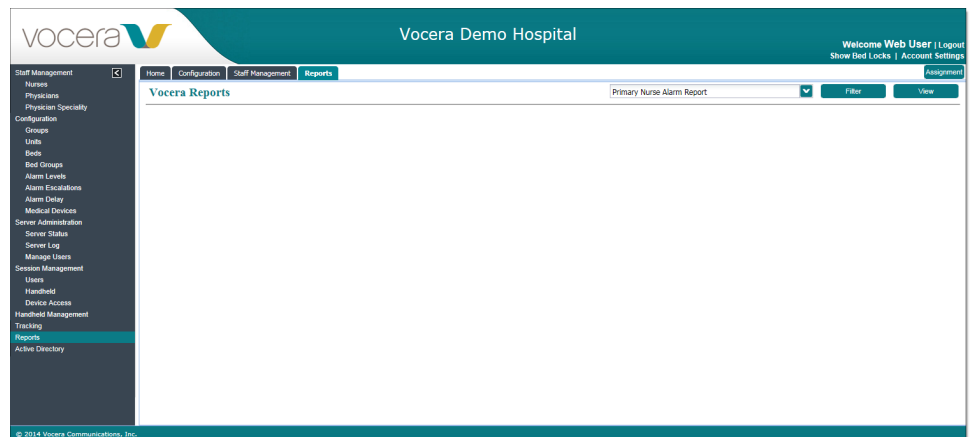 vocera
Vocera Demo Hospital
Welcome Web User | Logout
Show Bed Locks | Account Settings
Staff Management
Nurses
Physicians
Physician Speciality
Configuration
Groups
Units
Beds
Bed Groups
Alarm Levels
Alarm Escalations
Alarm Delay
Medical Devices
Server Administration
Server Status
Server Log
Manage Users
Session Management
Users
Handheld
Device Access
Handheld Management
Tracking
Reports
Active Directory
Home Configuration Staff Management Reports
Assignment
Vocera Reports
Primary Nurse Alarm Report
Filter View
© 2014 Vocera Communications, Inc.